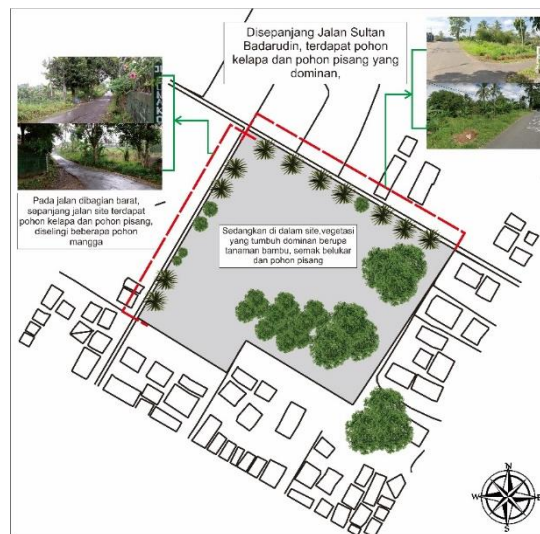 Disepanjang Jalan Sultan
Badarudin, terdapat pohon
kelapa dan pohon pisang yang
dominan,
Pada jalan dibagian barat,
sepanjang jalan site terdapat
pohon kelapa dan pohon pisang,
diselingi beberapa pohon
mangga
Sedangkan di dalam site,vegetasi
yang tumbuh dominan berupa
tanaman bambu, semak belukar
dan pohon pisang
N
W
E
S